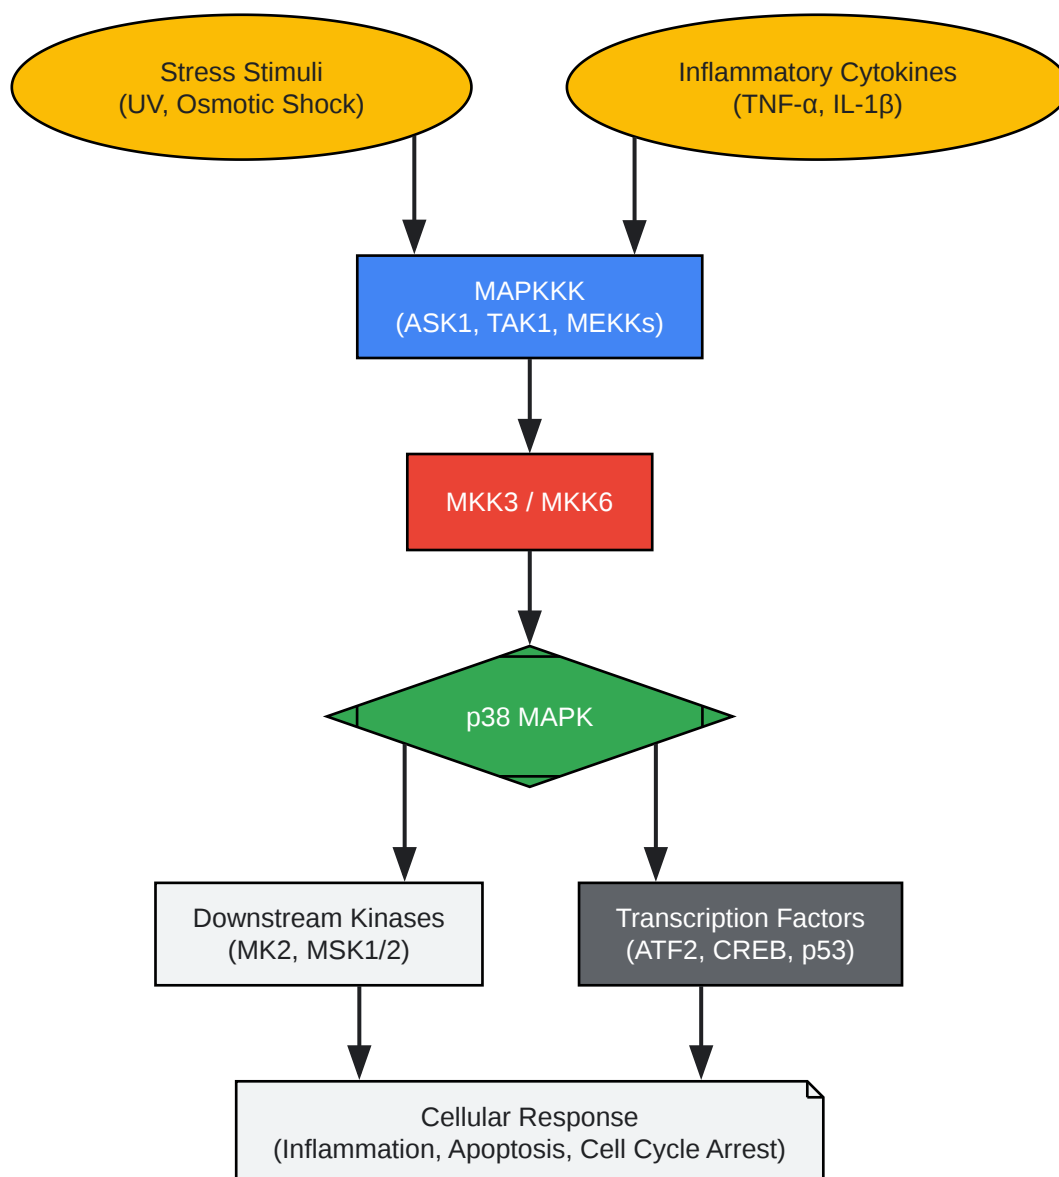 Stress Stimuli
(UV, Osmotic Shock)
Inflammatory Cytokines
(TNF-α, IL-1β)
MAPKKK
(ASK1, TAK1, MEKKs)
MKK3 / MKK6
p38 MAPK
Downstream Kinases
(MK2, MSK1/2)
Transcription Factors
(ATF2, CREB, p53)
Cellular Response
(Inflammation, Apoptosis, Cell Cycle Arrest)